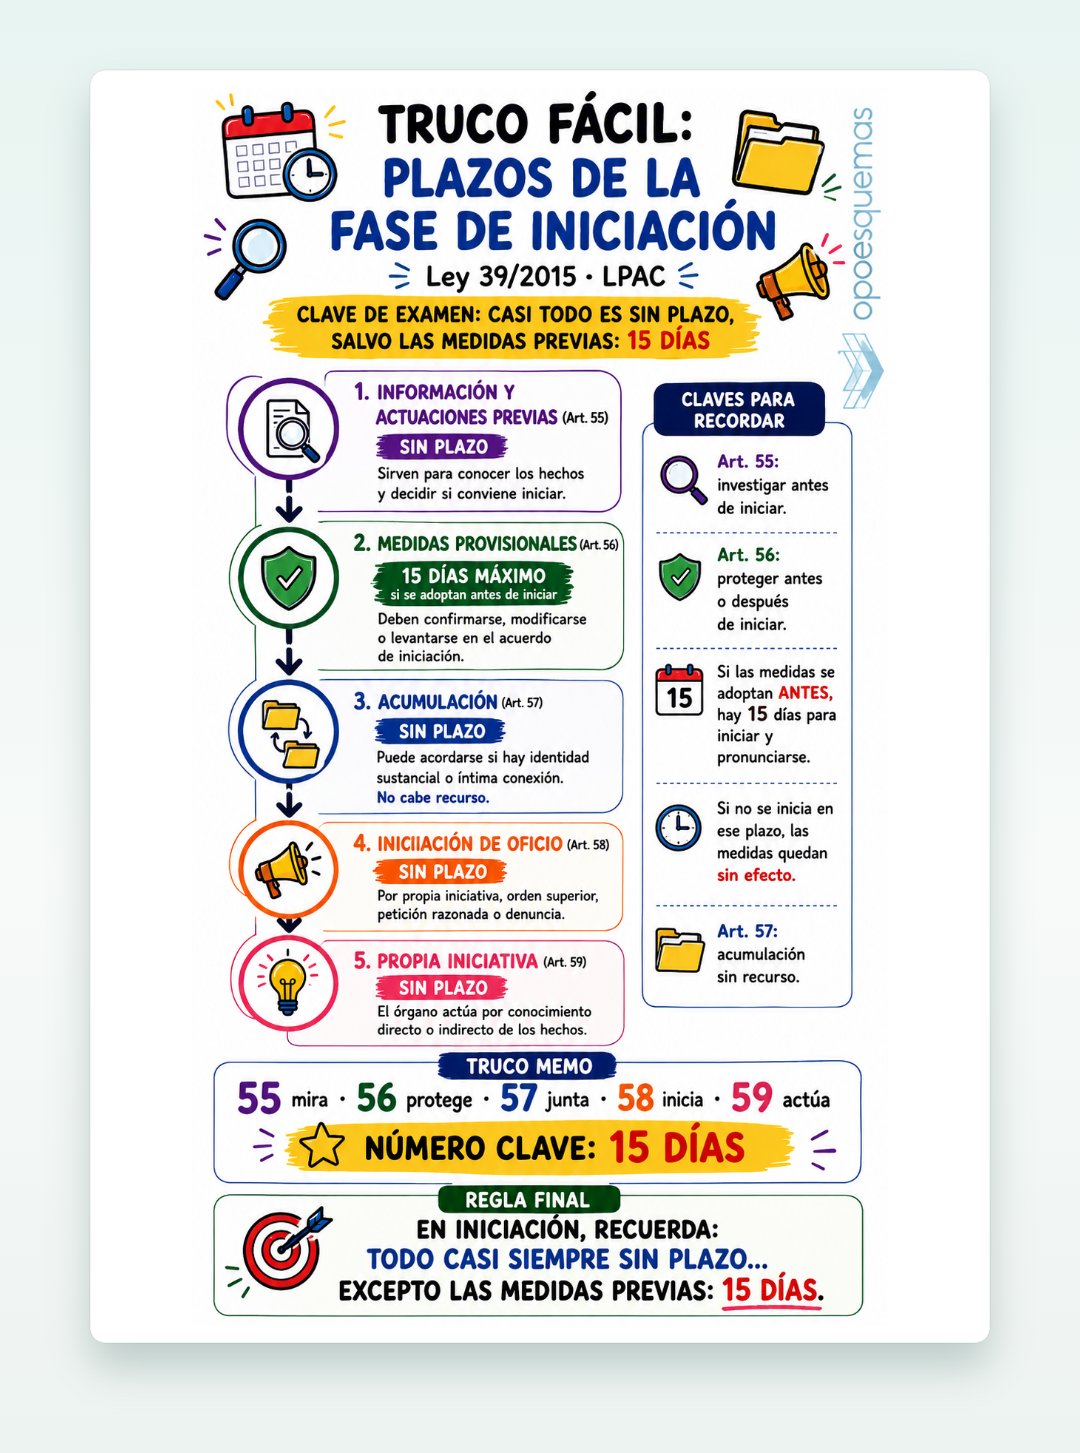 TRUCO FÁCIL:
PLAZOS DE LA
FASE DE INICIACIÓN
Ley 39/2015 · LPAC
CLAVE DE EXAMEN: CASI TODO ES SIN PLAZO,
SALVO LAS MEDIDAS PREVIAS: 15 DÍAS
opoesquemas
1. INFORMACIÓN Y
ACTUACIONES PREVIAS (Art. 55)
SIN PLAZO
Sirven para conocer los hechos
y decidir si conviene iniciar.
2. MEDIDAS PROVISIONALES (Art. 56)
15 DÍAS MÁXIMO
si se adoptan antes de iniciar
Deben confirmarse, modificarse
o levantarse en el acuerdo
de iniciación.
3. ACUMULACIÓN (Art. 57)
SIN PLAZO
Puede acordarse si hay identidad
sustancial o íntima conexión.
No cabe recurso.
4. INICIIACIÓN DE OFICIO (Art. 58)
SIN PLAZO
Por propia iniciativa, orden superior,
petición razonada o denuncia.
5. PROPIA INICIATIVA (Art. 59)
SIN PLAZO
El órgano actúa por conocimiento
directo o indirecto de los hechos.
CLAVES PARA
RECORDAR
Art. 55:
investigar antes
de iniciar.
Art. 56:
proteger antes
o después
de iniciar.
15
Si las medidas se
adoptan ANTES,
hay 15 días para
iniciar y
pronunciarse.
Si no se inicia en
ese plazo, las
medidas quedan
sin efecto.
Art. 57:
acumulación
sin recurso.
TRUCO MEMO
55 mira · 56 protege · 57 junta · 58 inicia · 59 actúa
NÚMERO CLAVE: 15 DÍAS
REGLA FINAL
EN INICIACIÓN, RECUERDA:
TODO CASI SIEMPRE SIN PLAZO...
EXCEPTO LAS MEDIDAS PREVIAS: 15 DÍAS.